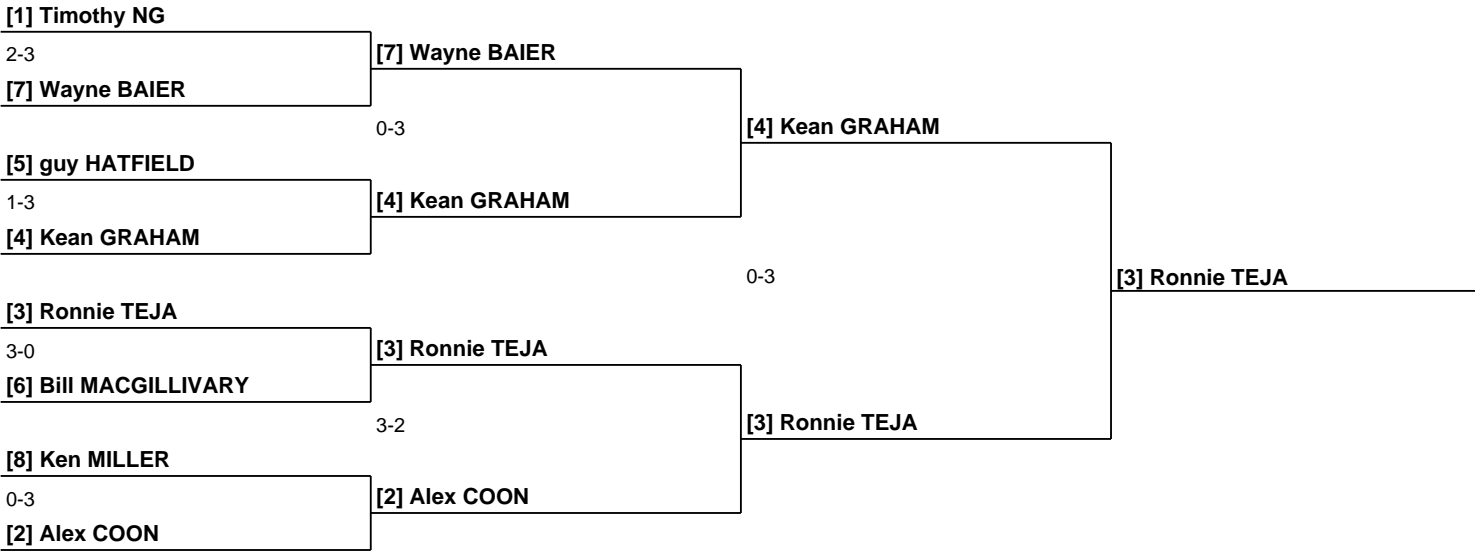 [1] Timothy NG
2-3
[7] Wayne BAIER
[7] Wayne BAIER
0-3
[4] Kean GRAHAM
[5] guy HATFIELD
1-3
[4] Kean GRAHAM
[4] Kean GRAHAM
0-3
[3] Ronnie TEJA
[3] Ronnie TEJA
3-0
[3] Ronnie TEJA
[6] Bill MACGILLIVARY
3-2
[3] Ronnie TEJA
[8] Ken MILLER
0-3
[2] Alex COON
[2] Alex COON